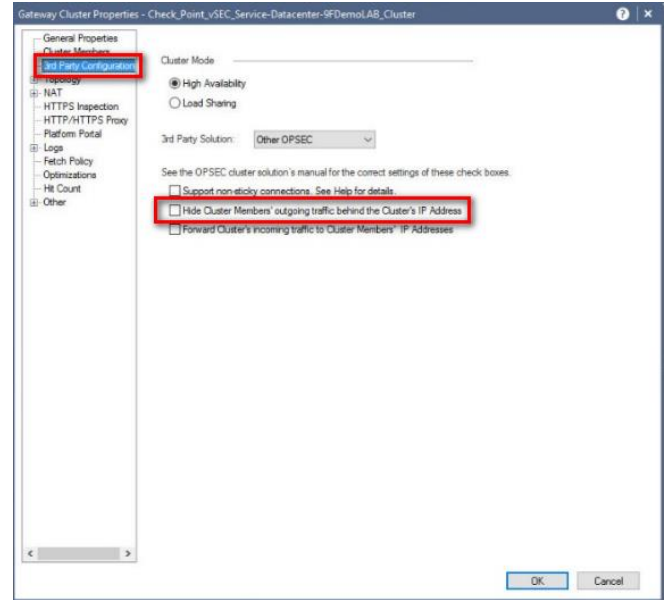 Gateway Cluster Properties - Check_Point_vSEC_Service-Datacenter-9FDemoLAB_Cluster
General Properties
Cluster Members
3rd Party Configuration
Topology
NAT
HTTPS Inspection
HTTP/HTTPS Proxy
Platform Portal
Logs
Fetch Policy
Optimizations
Hit Count
Other
Cluster Mode
High Availability
Load Sharing
3rd Party Solution: Other OPSEC
See the OPSEC cluster solution's manual for the correct settings of these check boxes.
Support non-sticky connections. See Help for details.
Hide Cluster Members' outgoing traffic behind the Cluster's IP Address
Forward Cluster's incoming traffic to Cluster Members' IP Addresses
OK Cancel